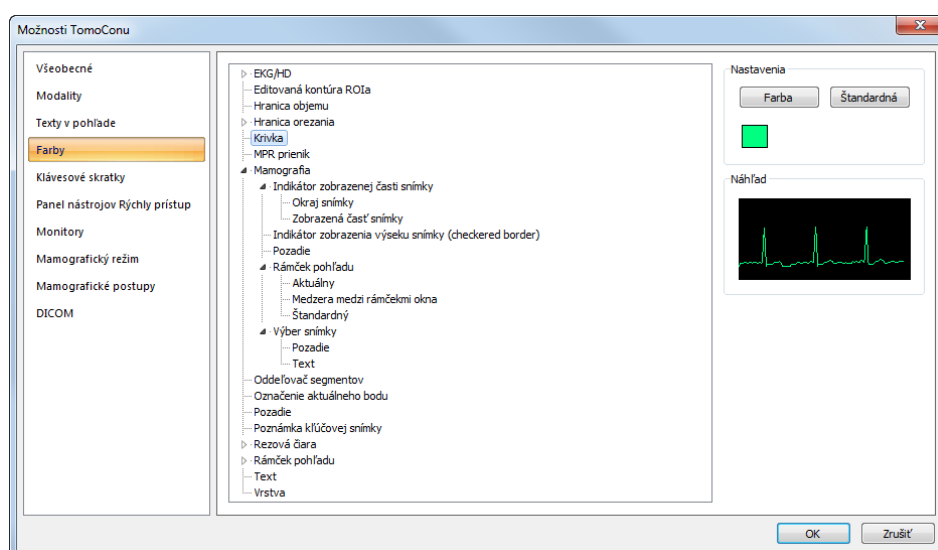 Možnosti TomoConu
Všeobecné
Modality
Texty v pohľade
Farby
Klávesové skratky
Panel nástrojov Rýchly prístup
Monitory
Mamografický režim
Mamografické postupy
DICOM
EKG/HD
Editovaná kontúra ROIa
Hranica objemu
Hranica orezania
Krivka
MPR prienik
Mamografia
Indikátor zobrazenej časti snímky
Okraj snímky
Zobrazená časť snímky
Indikátor zobrazenia výseku snímky (checkered border)
Pozadie
Rámček pohľadu
Aktuálny
Medzera medzi rámčekmi okna
Štandardný
Výber snímky
Pozadie
Text
Oddeľovač segmentov
Označenie aktuálneho bodu
Pozadie
Poznámka kľúčovej snímky
Rezová čiara
Rámček pohľadu
Text
Vrstva
Nastavenia
Farba Štandardná
Náhľad
OK Zrušiť